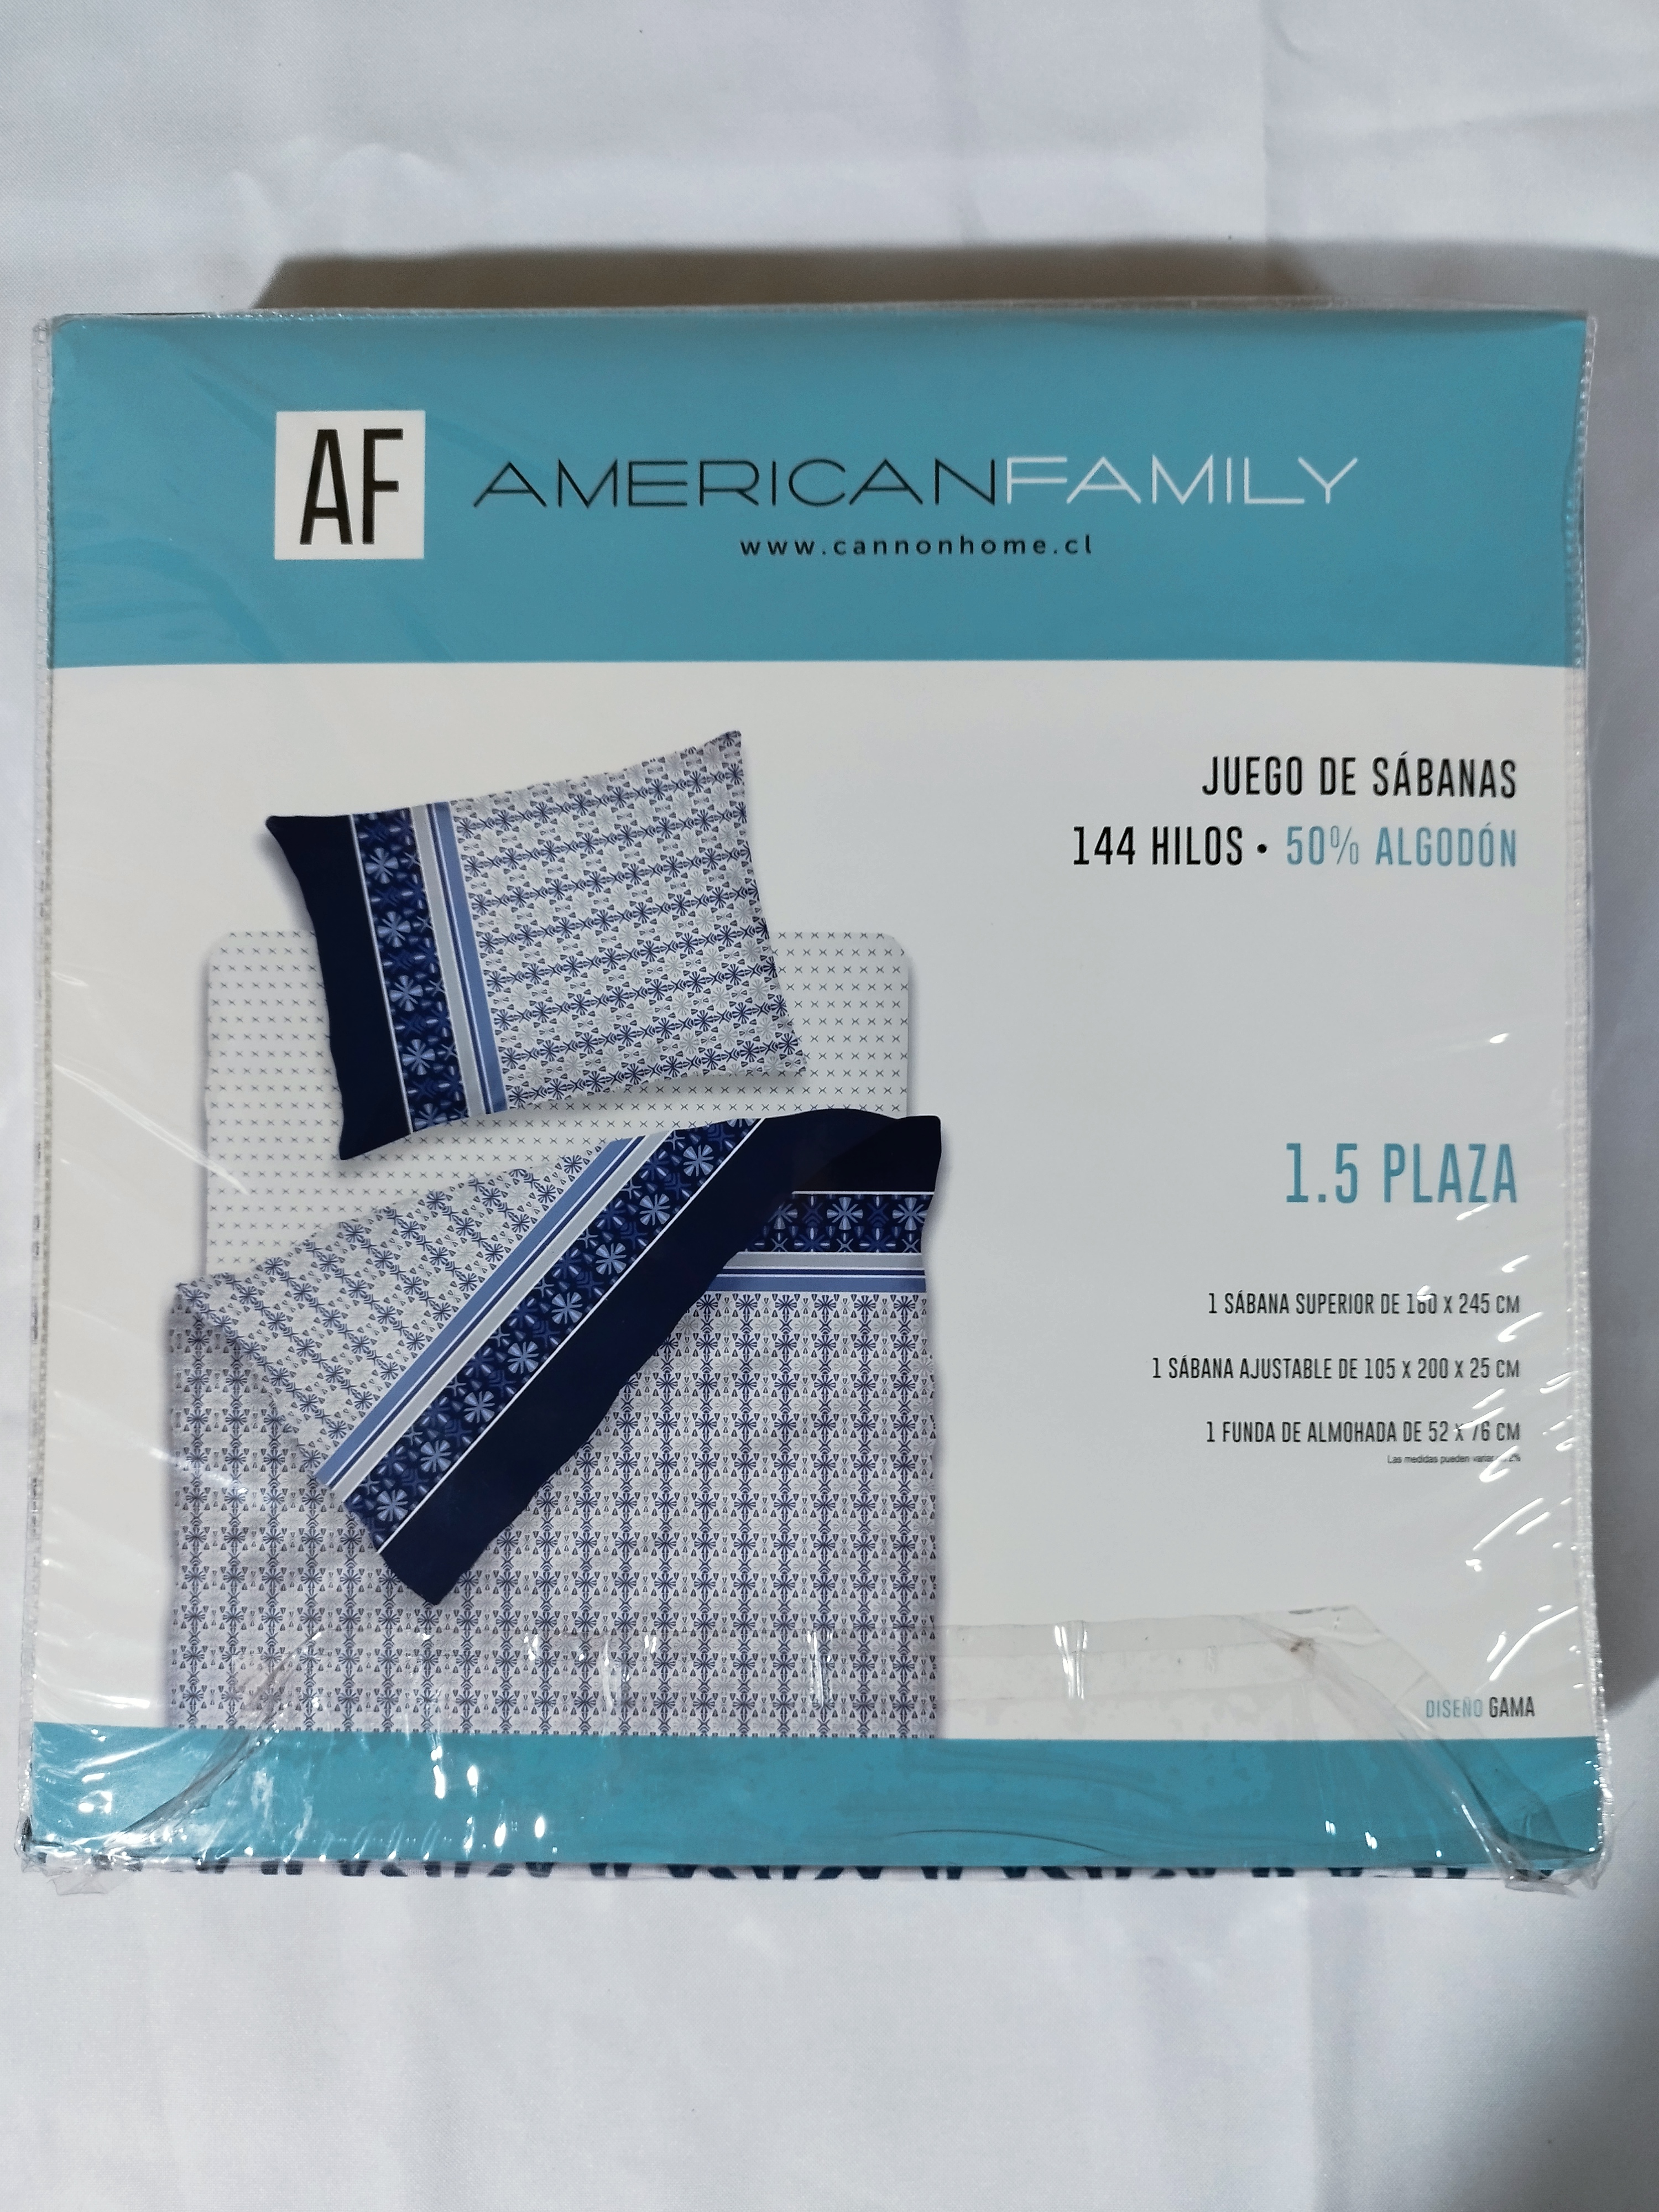 AF
AMERICANFAMILY
www.cannonhome.cl
JUEGO DE SÁBANAS
144 HILOS • 50% ALGODÓN
1.5 PLAZA
1 SÁBANA SUPERIOR DE 160 X 245 CM
1 SÁBANA AJUSTABLE DE 105 X 200 X 25 CM
1 FUNDA DE ALMOHADA DE 52 X 76 CM
Las medidas pueden variar
DISEÑO GAMA